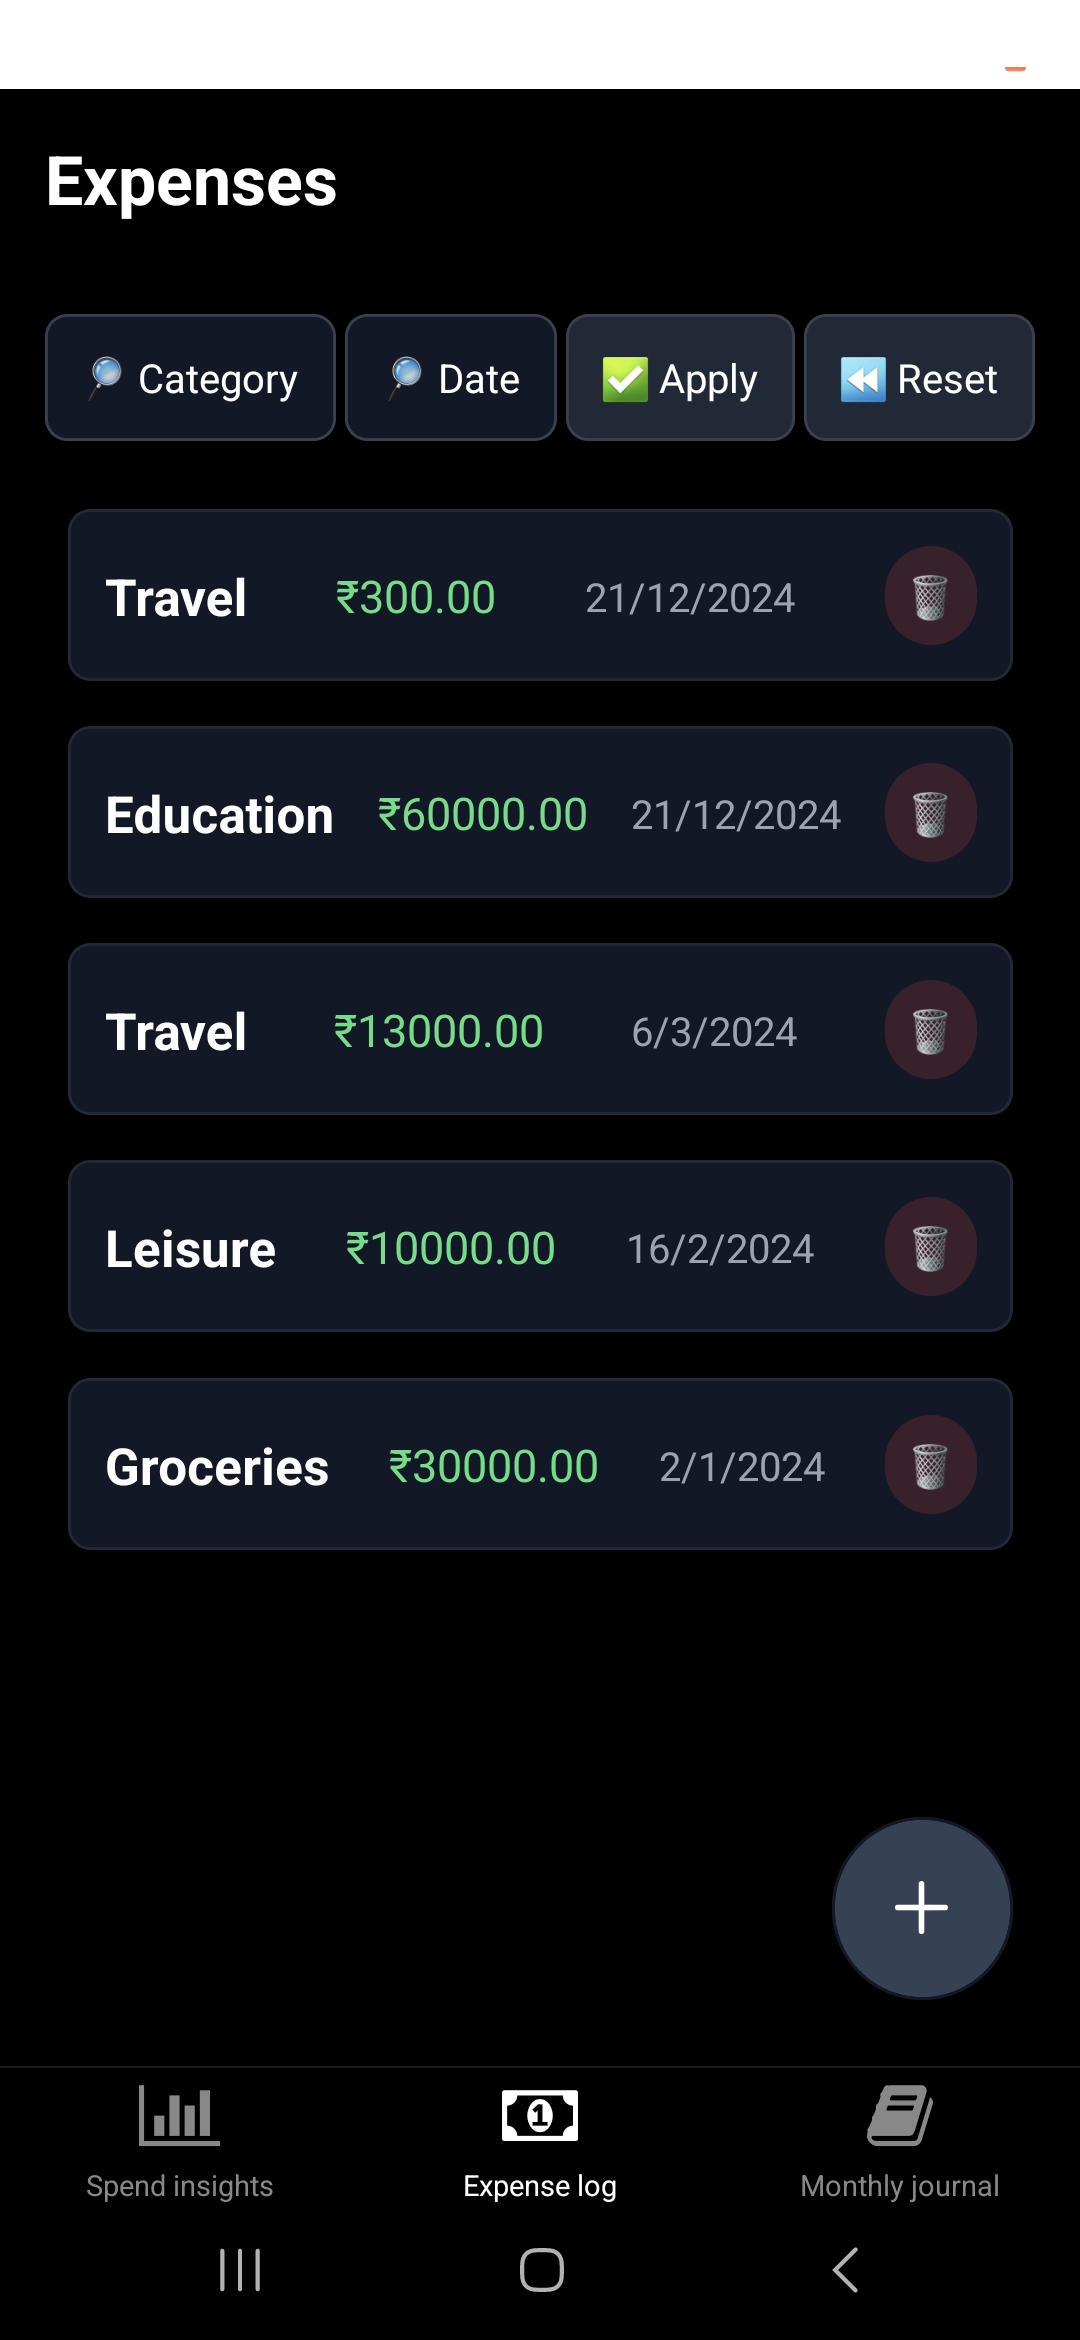 Expenses
Category Date Apply Reset
Travel ₹300.00 21/12/2024
Education ₹60000.00 21/12/2024
Travel ₹13000.00 6/3/2024
Leisure ₹10000.00 16/2/2024
Groceries ₹30000.00 2/1/2024
Spend insights Expense log Monthly journal